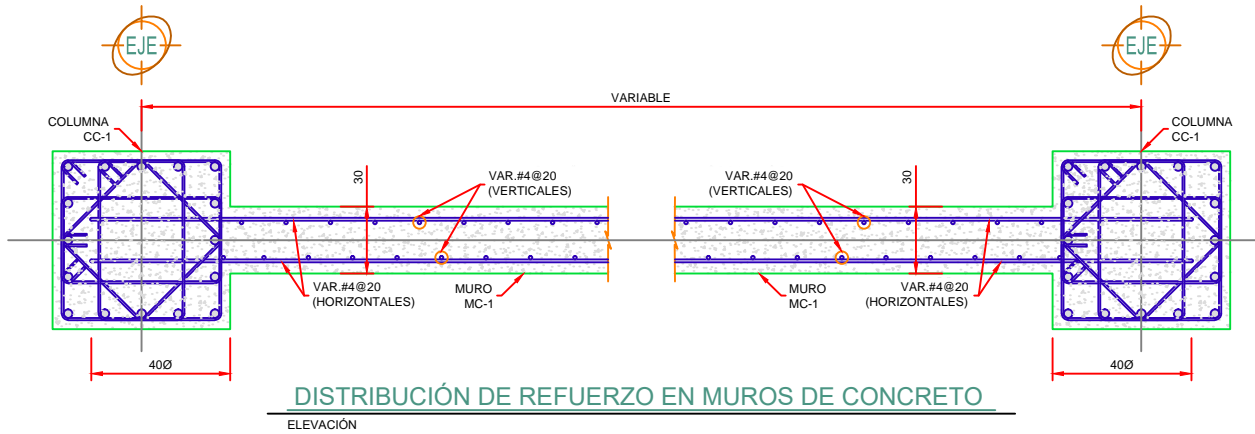 EJE
EJE
VARIABLE
COLUMNA
CC-1
COLUMNA
CC-1
30
VAR.#4@20
(VERTICALES)
VAR.#4@20
(VERTICALES)
30
VAR.#4@20
(HORIZONTALES)
MURO
MC-1
MURO
MC-1
VAR.#4@20
(HORIZONTALES)
40Ø
40Ø
DISTRIBUCIÓN DE REFUERZO EN MUROS DE CONCRETO
ELEVACIÓN